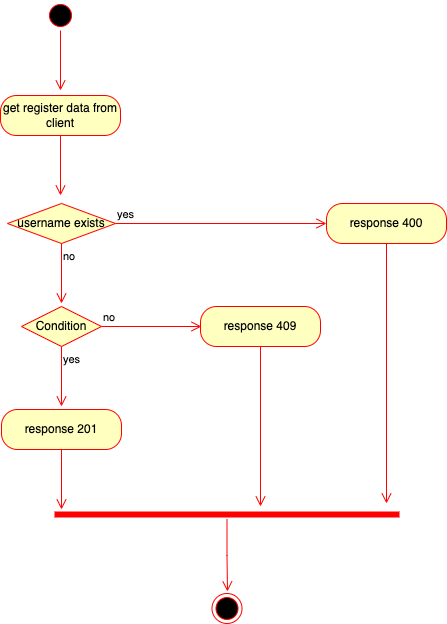 get register data from
client
username exists
yes
response 400
no
Condition
no
response 409
yes
response 201